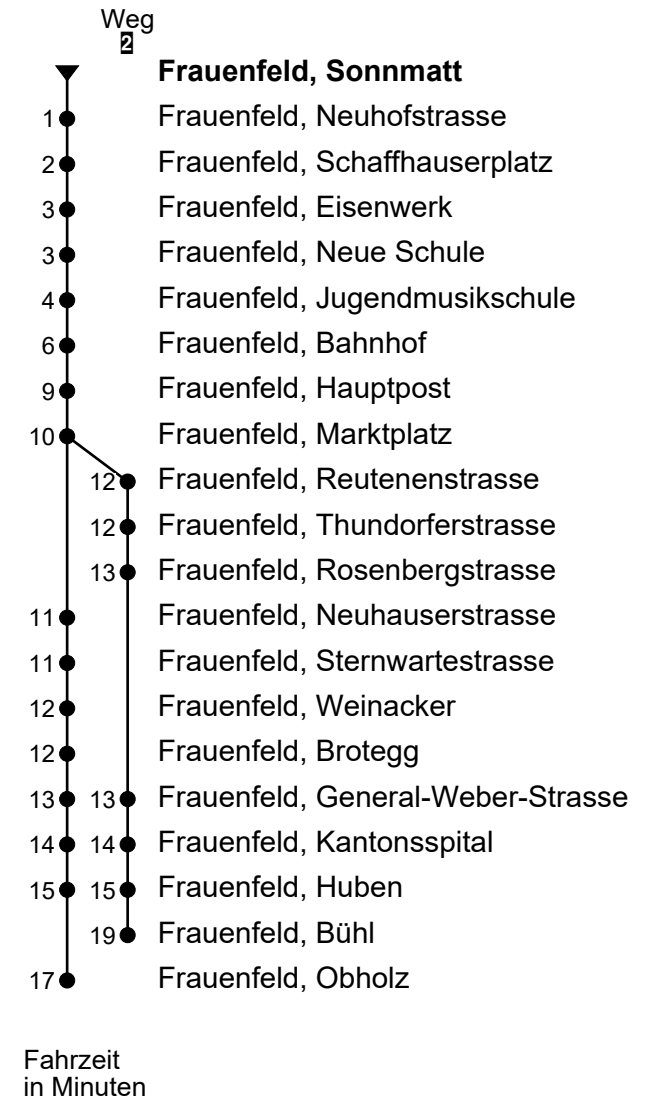 Weg
2
Frauenfeld, Sonnmatt
1 Frauenfeld, Neuhofstrasse
2 Frauenfeld, Schaffhauserplatz
3 Frauenfeld, Eisenwerk
3 Frauenfeld, Neue Schule
4 Frauenfeld, Jugendmusikschule
6 Frauenfeld, Bahnhof
9 Frauenfeld, Hauptpost
10 Frauenfeld, Marktplatz
12 Frauenfeld, Reutenenstrasse
12 Frauenfeld, Thundorferstrasse
13 Frauenfeld, Rosenbergstrasse
11 Frauenfeld, Neuhauserstrasse
11 Frauenfeld, Sternwartestrasse
12 Frauenfeld, Weinacker
12 Frauenfeld, Brotegg
13 13 Frauenfeld, General-Weber-Strasse
14 14 Frauenfeld, Kantonsspital
15 15 Frauenfeld, Huben
19 Frauenfeld, Bühl
17 Frauenfeld, Obholz
Fahrzeit
in Minuten